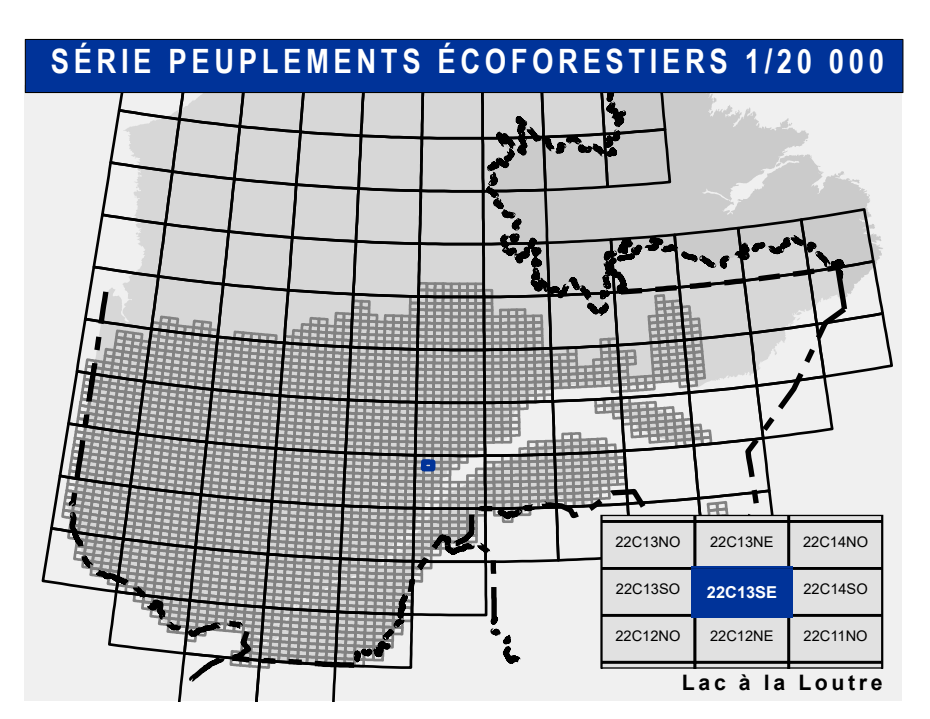 SÉRIE PEUPLEMENTS ÉCOFORESTIERS 1/20 000
22C13NO 22C13NE 22C14NO
22C13SO 22C13SE 22C14SO
22C12NO 22C12NE 22C11NO
Lac à la Loutre